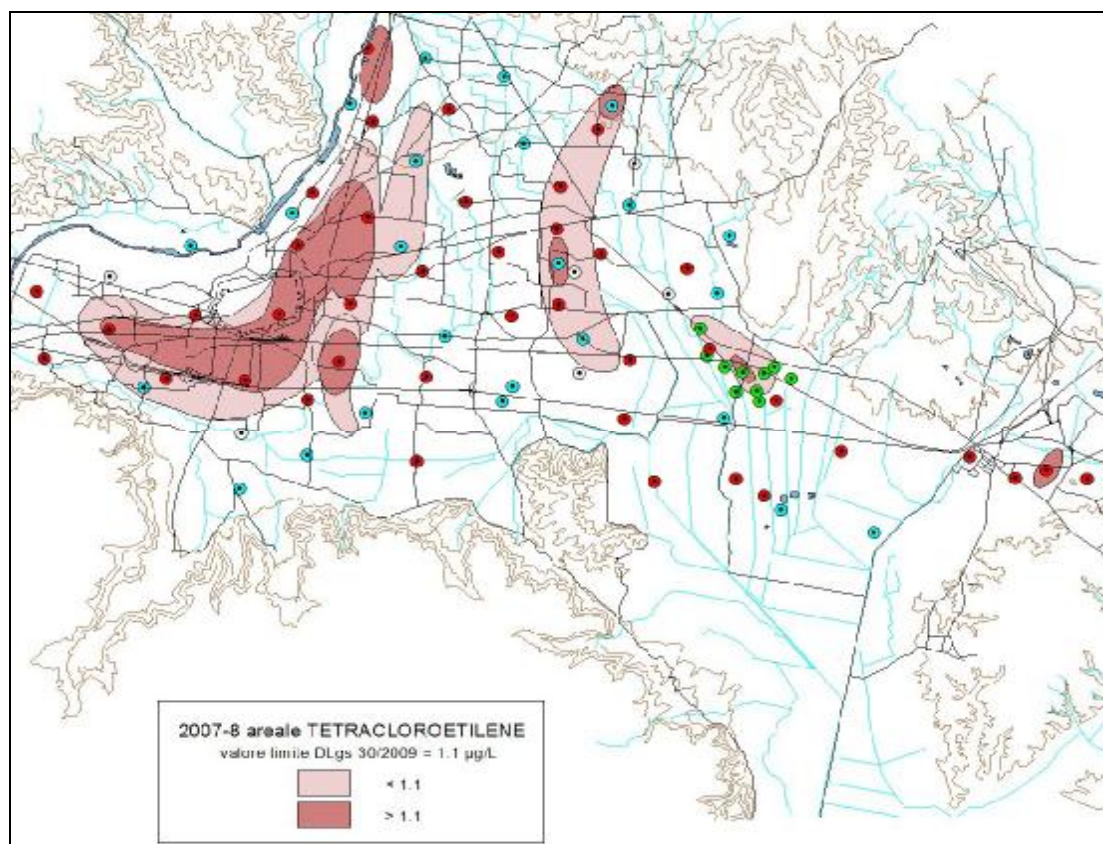 2007-8 areale TETRACLOROETILENE
valore limite DLgs 30/2009 = 1.1 µg/L
< 1.1
> 1.1